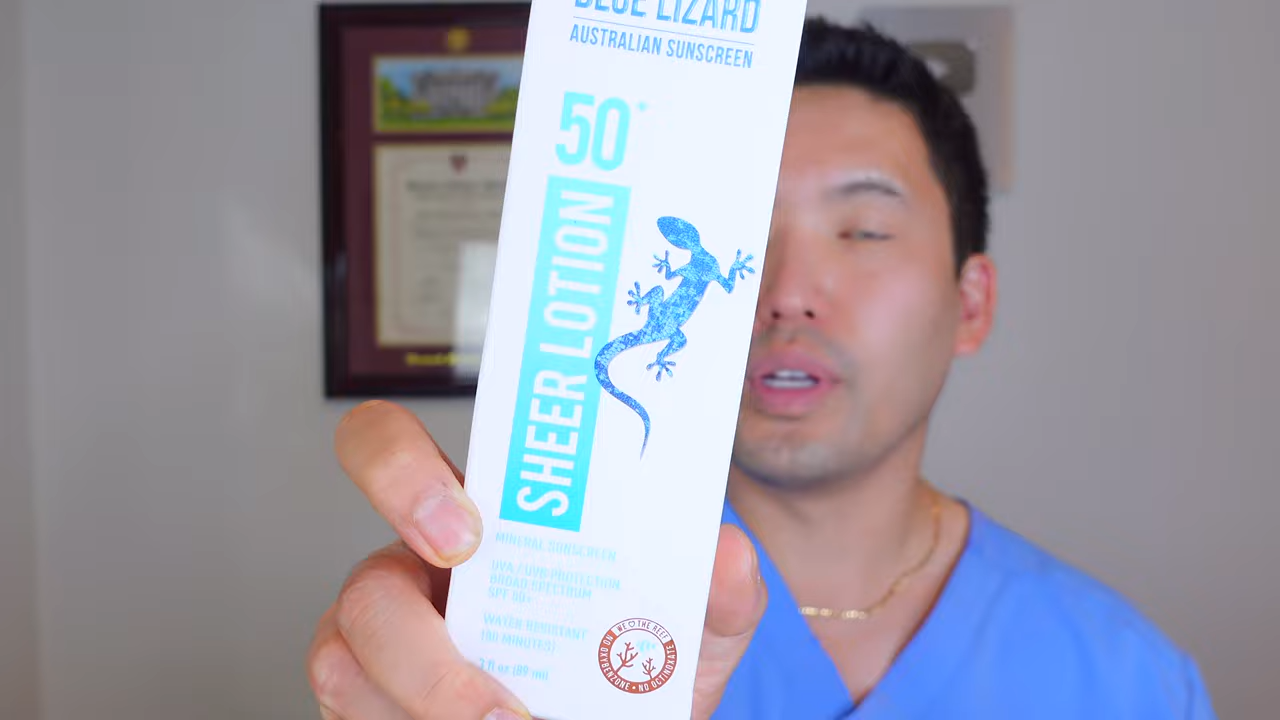 BLUE LIZARD
AUSTRALIAN SUNSCREEN
50+
SHEER LOTION
MINERAL SUNSCREEN
UVA / UVB PROTECTION
BROAD SPECTRUM
SPF 50+
WATER RESISTANT
(80 MINUTES)
3 fl oz (89 ml)
WE ♡ THE REEF
NO OXYBENZONE • NO OCTINOXATE